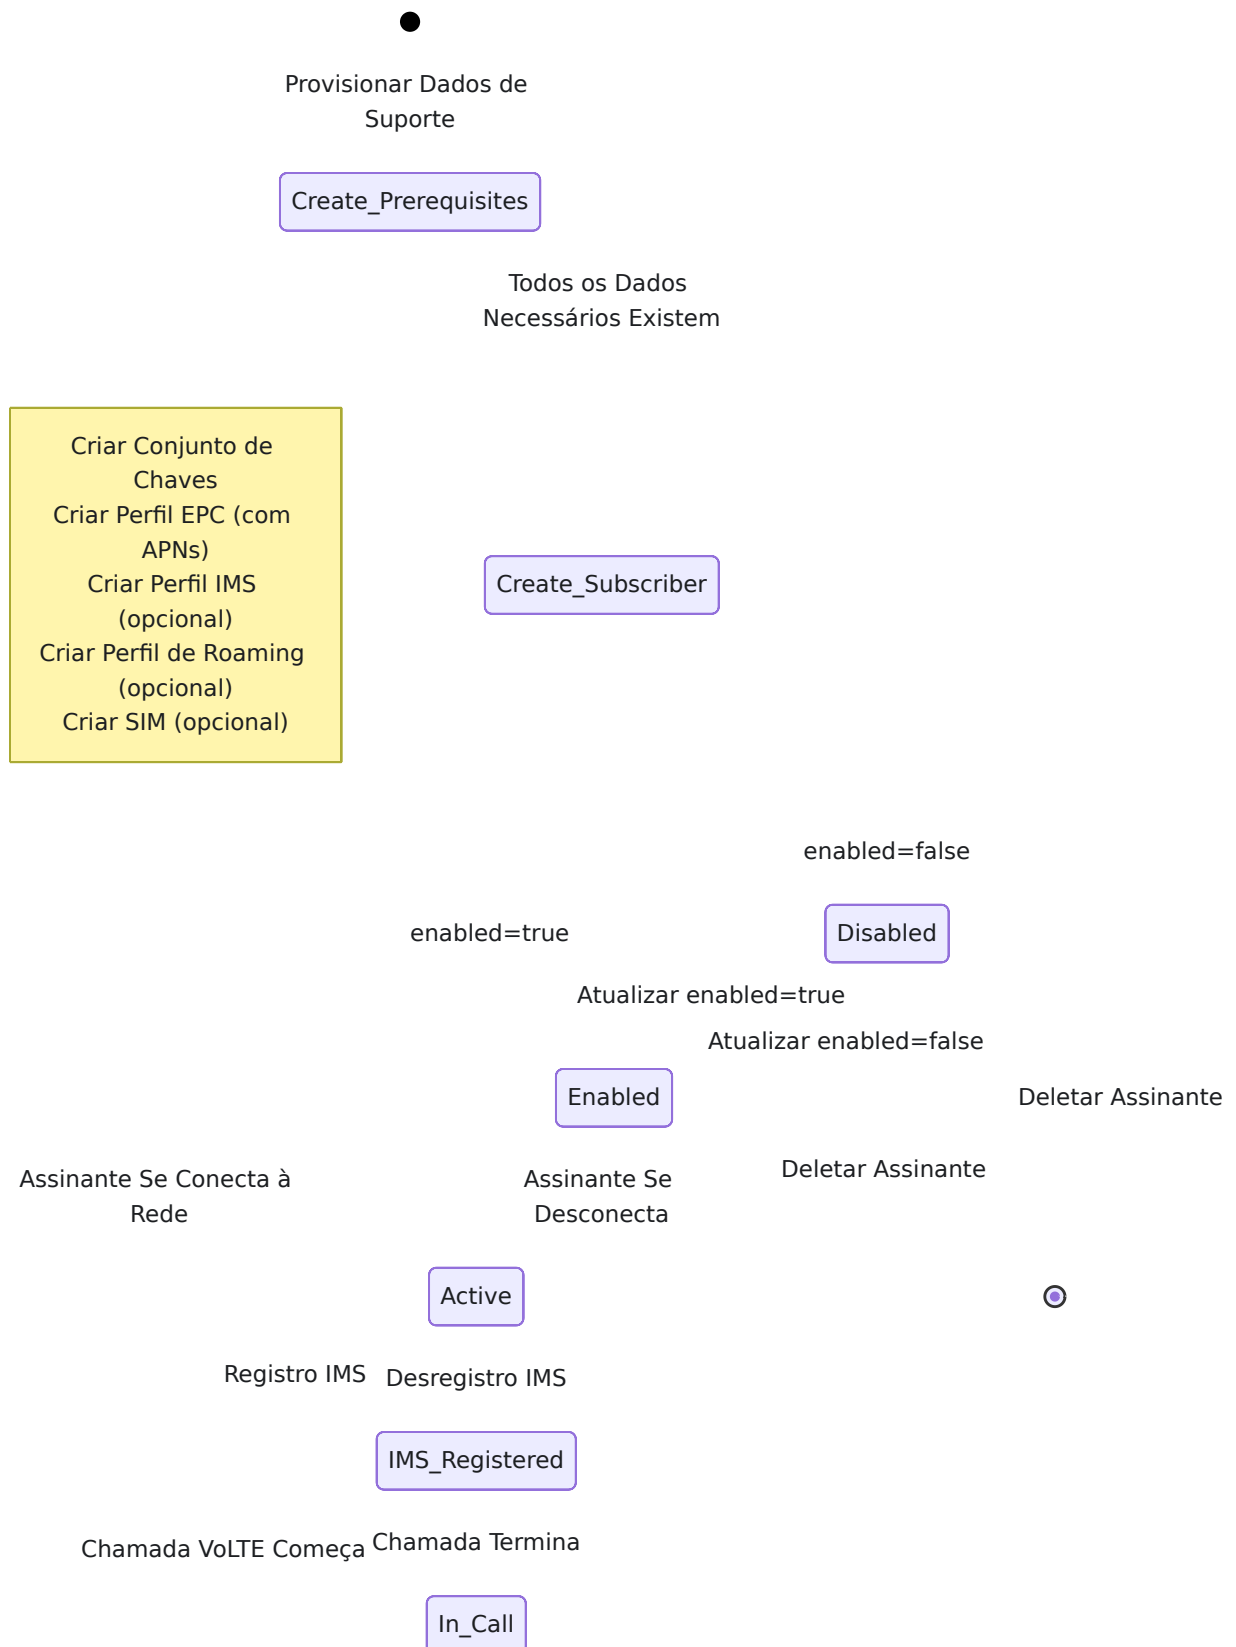 Provisionar Dados de
Suporte
Create_Prerequisites
Todos os Dados
Necessários Existem
Criar Conjunto de
Chaves
Criar Perfil EPC (com
APNs)
Criar Perfil IMS
(opcional)
Criar Perfil de Roaming
(opcional)
Criar SIM (opcional)
Create_Subscriber
enabled=false
enabled=true
Disabled
Atualizar enabled=true
Atualizar enabled=false
Enabled
Deletar Assinante
Assinante Se Conecta à
Rede
Assinante Se
Desconecta
Deletar Assinante
Active
Registro IMS
Desregistro IMS
IMS_Registered
Chamada VoLTE Começa
Chamada Termina
In_Call